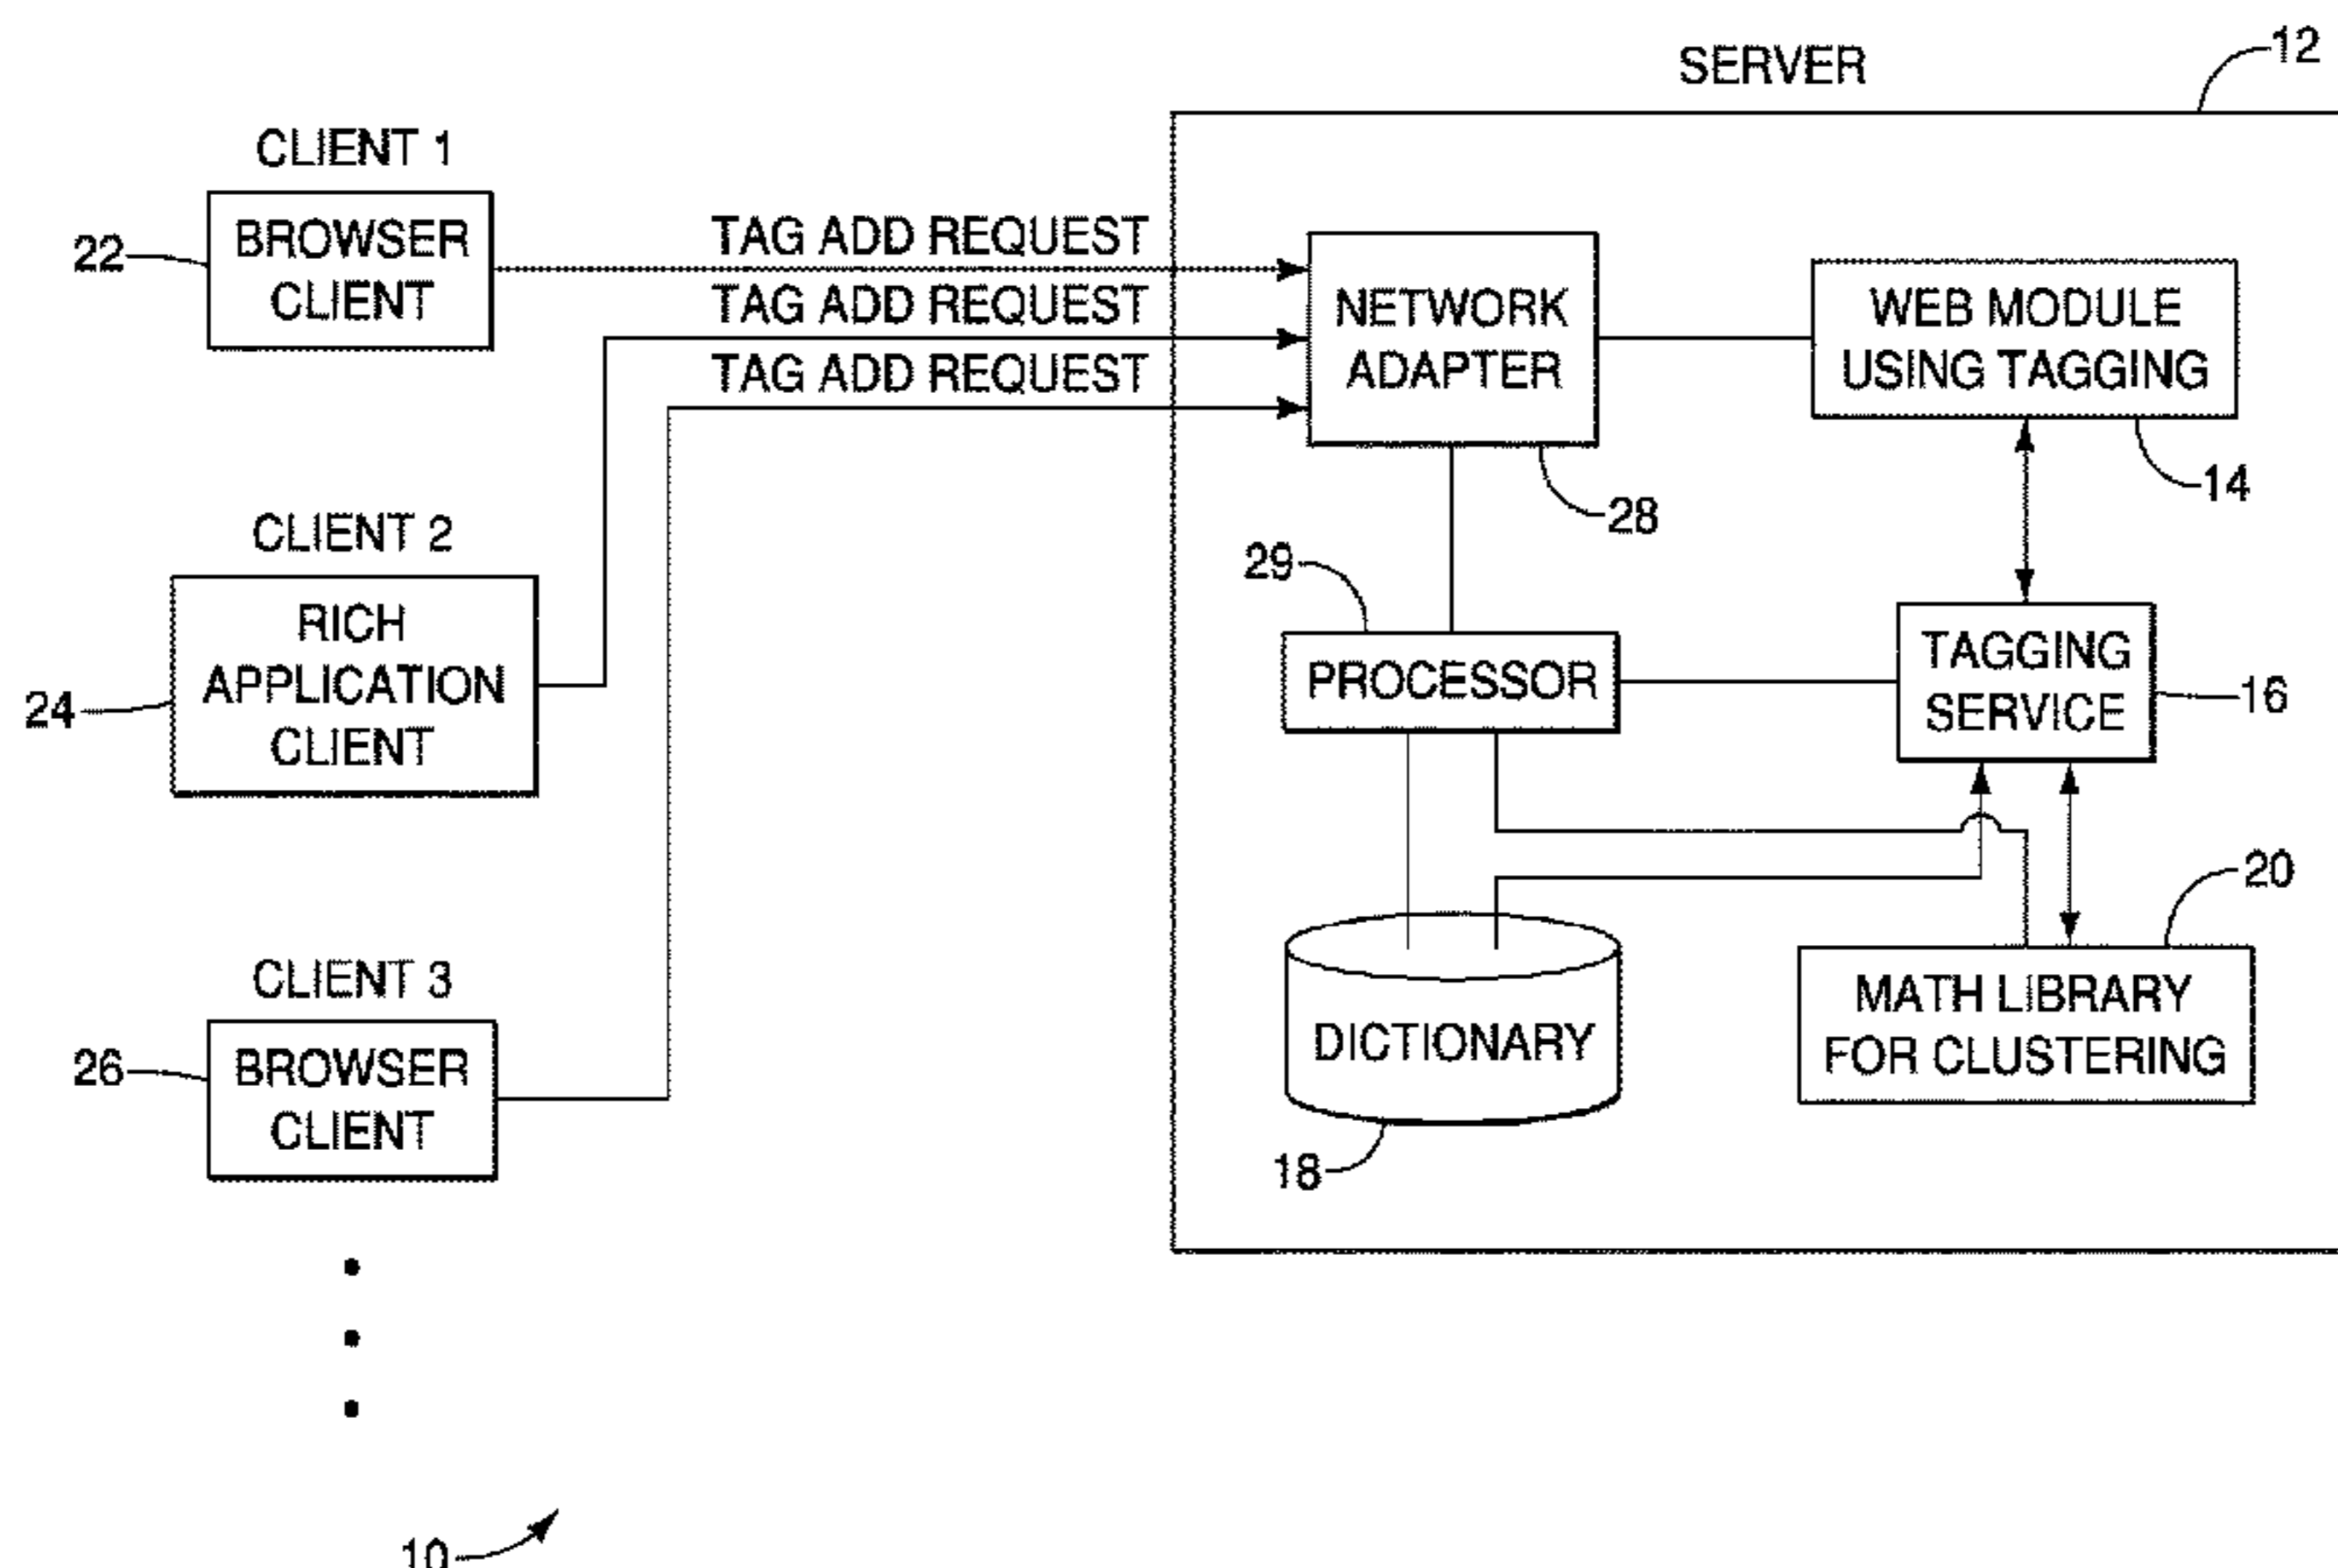 SERVER
12
CLIENT 1
BROWSER
CLIENT
22
TAG ADD REQUEST
TAG ADD REQUEST
TAG ADD REQUEST
NETWORK
ADAPTER
28
WEB MODULE
USING TAGGING
14
CLIENT 2
RICH
APPLICATION
CLIENT
24
29
PROCESSOR
TAGGING
SERVICE
16
CLIENT 3
BROWSER
CLIENT
26
DICTIONARY
18
20
MATH LIBRARY
FOR CLUSTERING
10